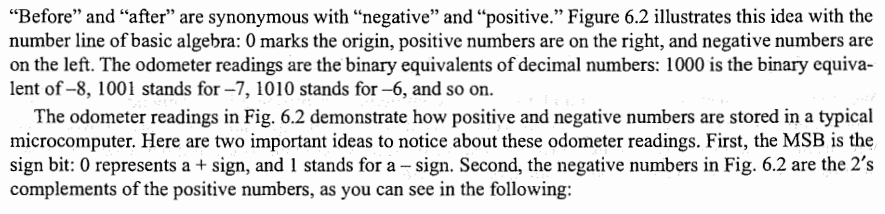 “Before” and “after” are synonymous with “negative” and “positive.” Figure 6.2 illustrates this idea with the
number line of basic algebra: 0 marks the origin, positive numbers are on the right, and negative numbers are
on the left. The odometer readings are the binary equivalents of decimal numbers: 1000 is the binary equiva-
lent of –8, 1001 stands for –7, 1010 stands for –6, and so on.
The odometer readings in Fig. 6.2 demonstrate how positive and negative numbers are stored in a typical
microcomputer. Here are two important ideas to notice about these odometer readings. First, the MSB is the
sign bit: 0 represents a + sign, and 1 stands for a – sign. Second, the negative numbers in Fig. 6.2 are the 2′s
complements of the positive numbers, as you can see in the following: